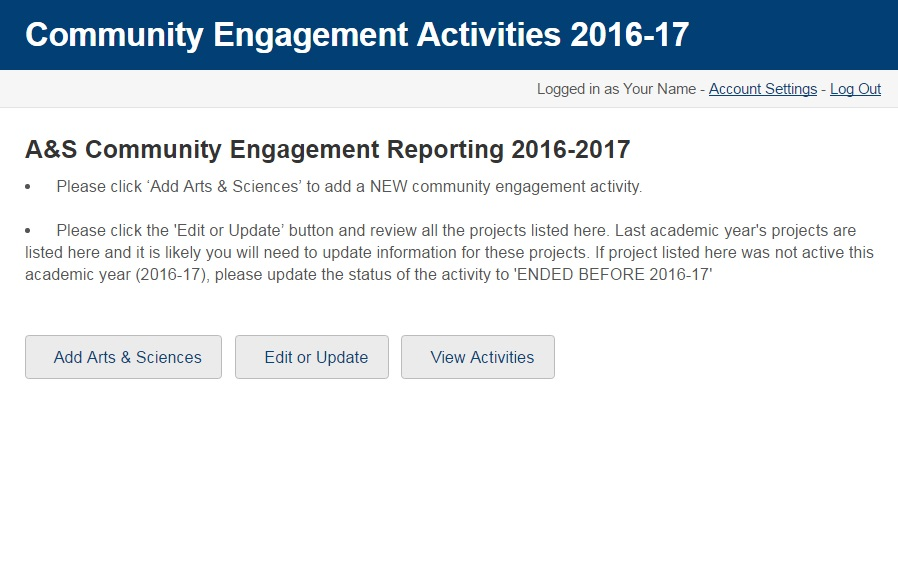 Community Engagement Activities 2016-17
Logged in as Your Name - Account Settings - Log Out
A&S Community Engagement Reporting 2016-2017
• Please click ‘Add Arts & Sciences’ to add a NEW community engagement activity.
• Please click the 'Edit or Update’ button and review all the projects listed here. Last academic year's projects are
listed here and it is likely you will need to update information for these projects. If project listed here was not active this
academic year (2016-17), please update the status of the activity to 'ENDED BEFORE 2016-17'
Add Arts & Sciences Edit or Update View Activities